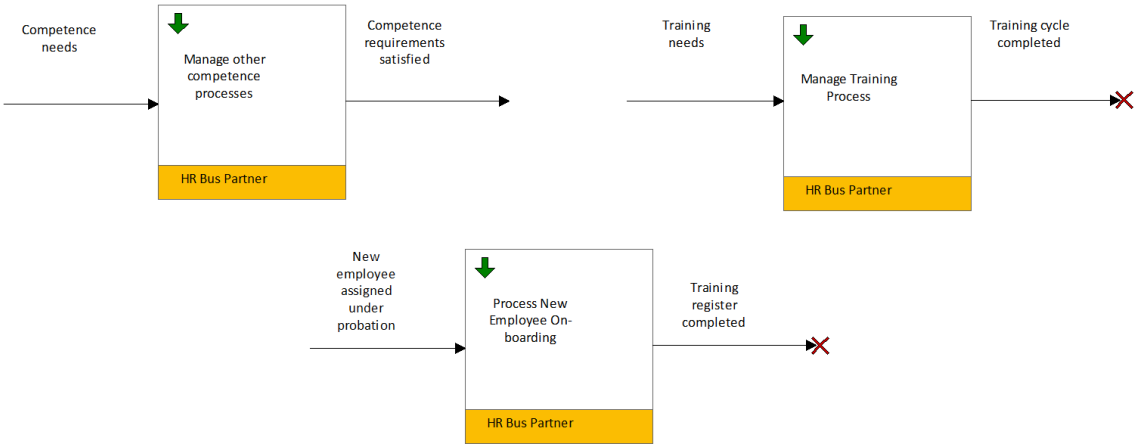 Competence
needs
Manage other
competence
processes
HR Bus Partner
Competence
requirements
satisfied
Training
needs
Manage Training
Process
HR Bus Partner
Training cycle
completed
New
employee
assigned
under
probation
Process New
Employee On-
boarding
HR Bus Partner
Training
register
completed